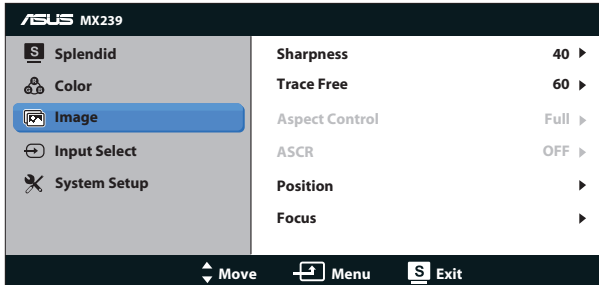 ASUS MX239
S Splendid
Color
Image
Input Select
System Setup
Sharpness 40
Trace Free 60
Aspect Control Full
ASCR OFF
Position
Focus
Move Menu S Exit